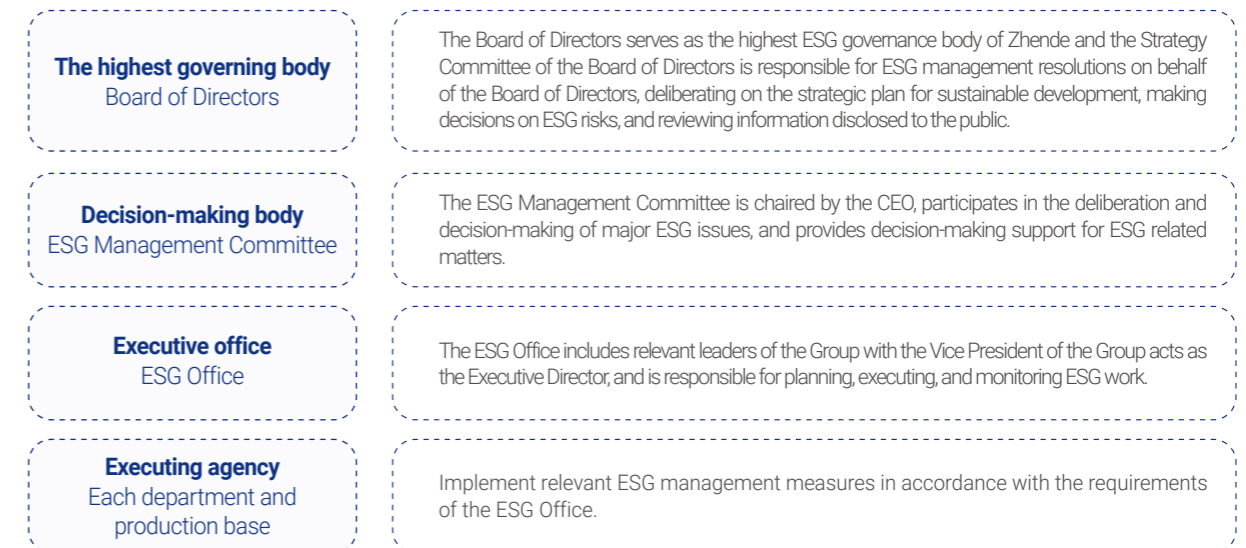 The highest governing body
Board of Directors
The Board of Directors serves as the highest ESG governance body of Zhende and the Strategy
Committee of the Board of Directors is responsible for ESG management resolutions on behalf
of the Board of Directors, deliberating on the strategic plan for sustainable development, making
decisions on ESG risks, and reviewing information disclosed to the public.
Decision-making body
ESG Management Committee
The ESG Management Committee is chaired by the CEO, participates in the deliberation and
decision-making of major ESG issues, and provides decision-making support for ESG related
matters.
Executive office
ESG Office
The ESG Office includes relevant leaders of the Group with the Vice President of the Group acts as
the Executive Director, and is responsible for planning, executing, and monitoring ESG work.
Executing agency
Each department and
production base
Implement relevant ESG management measures in accordance with the requirements
of the ESG Office.